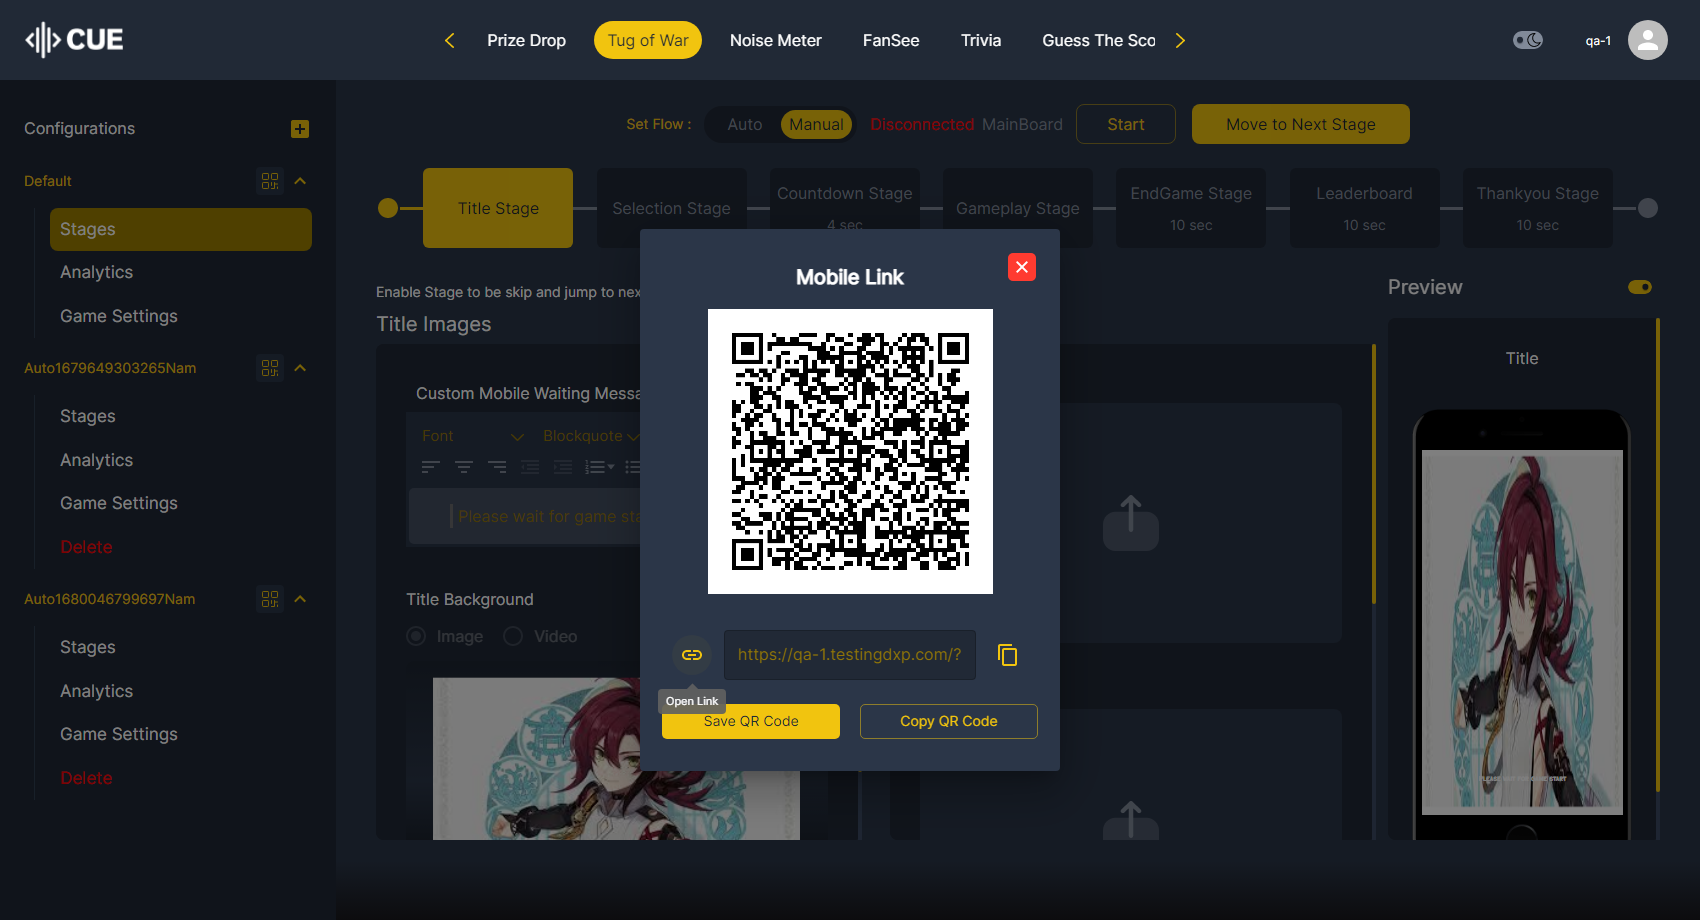 CUE
Prize Drop
Tug of War
Noise Meter
FanSee
Trivia
Guess The Sco
qa-1
Configurations
Default
Stages
Analytics
Game Settings
Auto1679649303265Nam
Stages
Analytics
Game Settings
Delete
Auto1680046799697Nam
Stages
Analytics
Game Settings
Delete
Set Flow :
Auto
Manual
Disconnected MainBoard
Start
Move to Next Stage
Title Stage
Selection Stage
Countdown Stage
4 sec
Gameplay Stage
EndGame Stage
10 sec
Leaderboard
10 sec
Thankyou Stage
10 sec
Enable Stage to be skip and jump to nex
Title Images
Custom Mobile Waiting Messa
Font
Blockquote
Please wait for game sta
Title Background
Image
Video
Mobile Link
https://qa-1.testingdxp.com/?
Open Link
Save QR Code
Copy QR Code
Preview
Title
PLEASE WAIT FOR GAME START